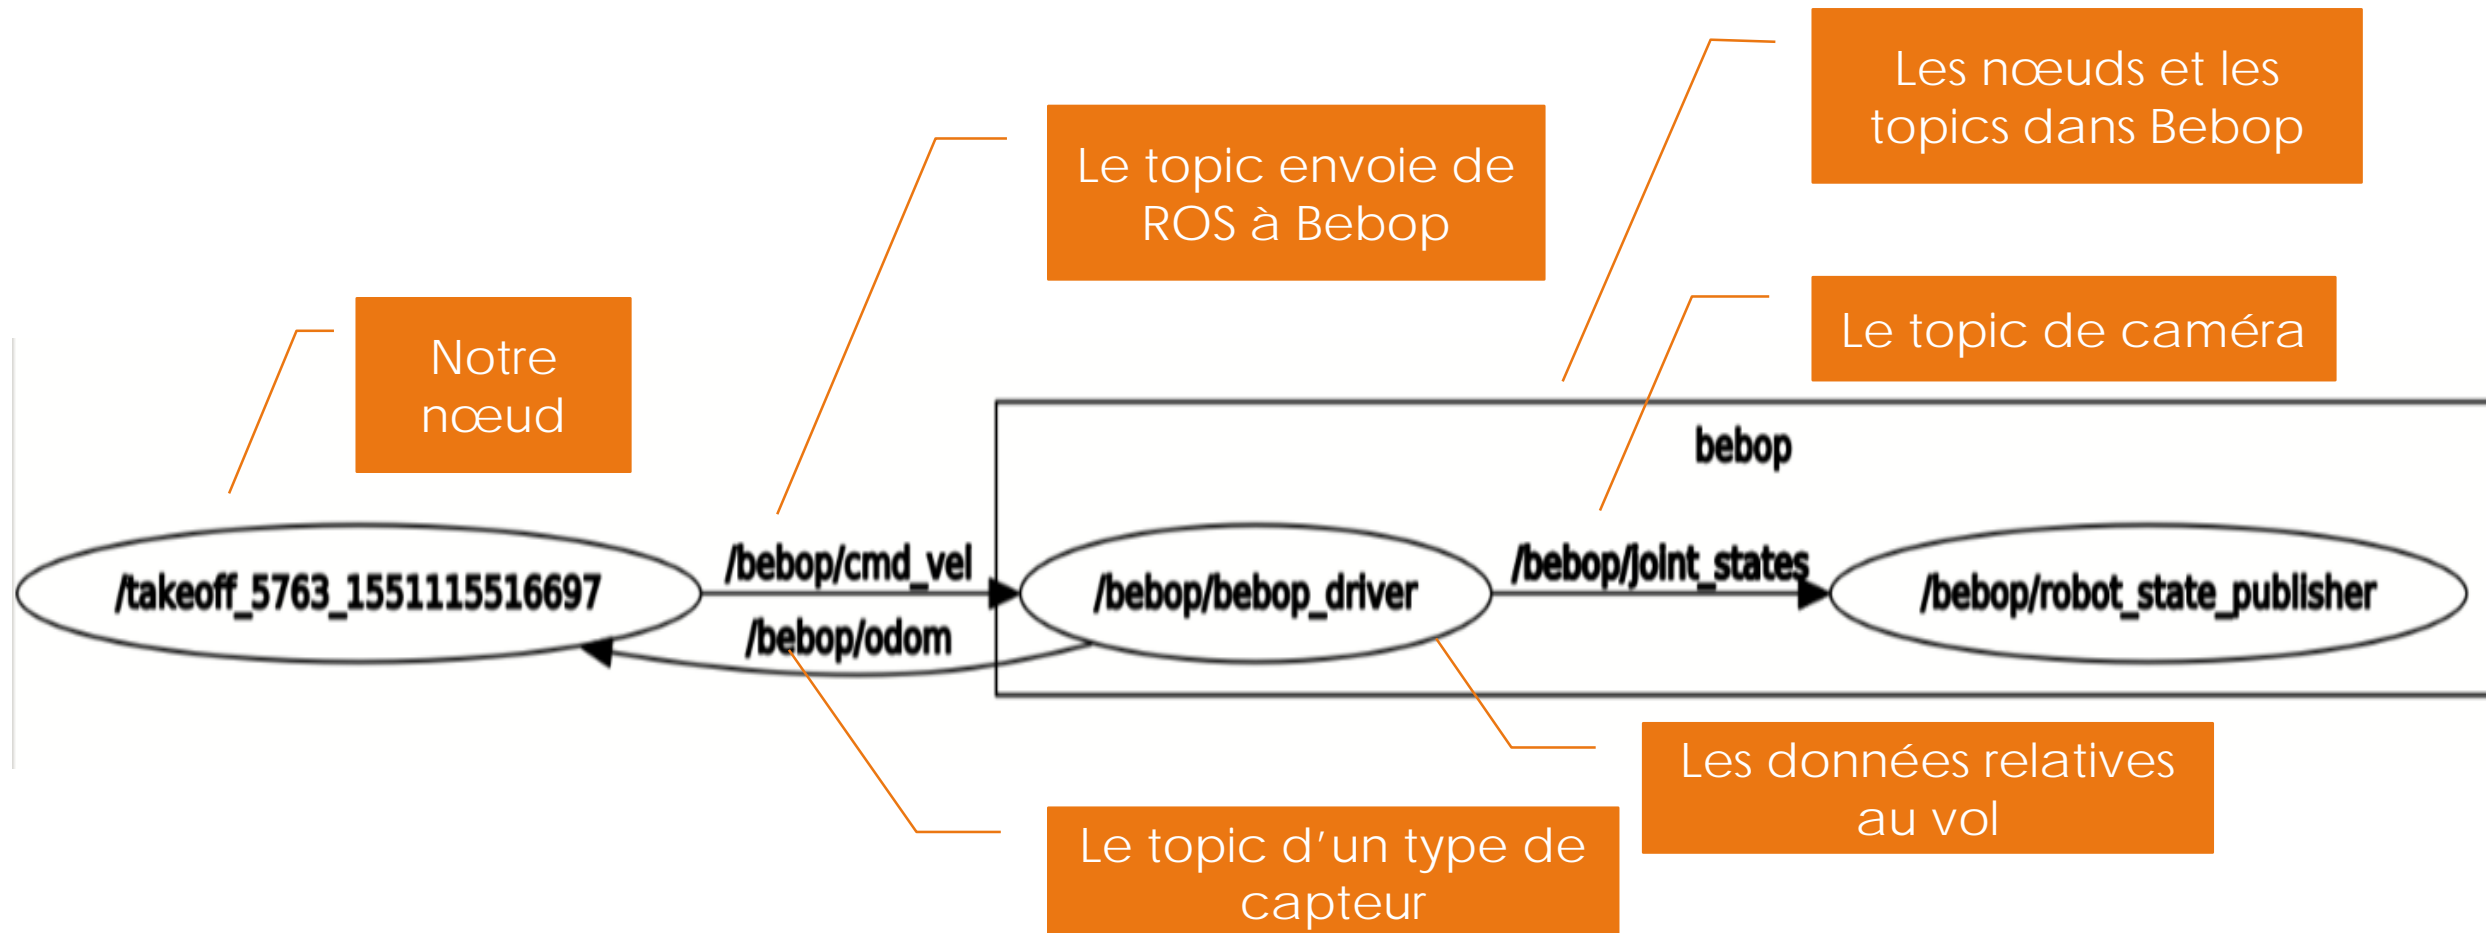 Les nœuds et les
topics dans Bebop
Le topic envoie de
ROS à Bebop
Le topic de caméra
Notre
nœud
bebop
/takeoff_5763_1551115516697
/bebop/cmd_vel
/bebop/odom
/bebop/bebop_driver
/bebop/joint_states
/bebop/robot_state_publisher
Les données relatives
au vol
Le topic d’un type de
capteur